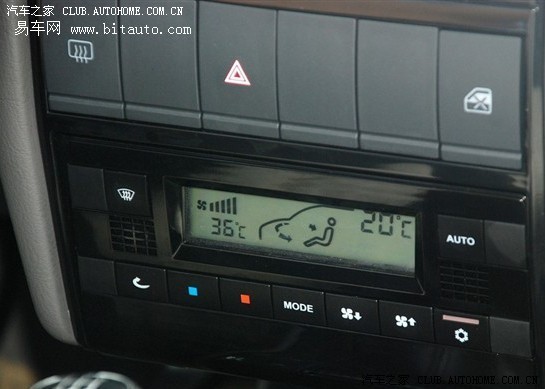 汽车之家 CLUB.AUTOHOME.COM.CN
易车网 www.bitauto.com
36℃
20℃
AUTO
MODE
汽车之家 CLUB.AUTOHOME.COM.CN